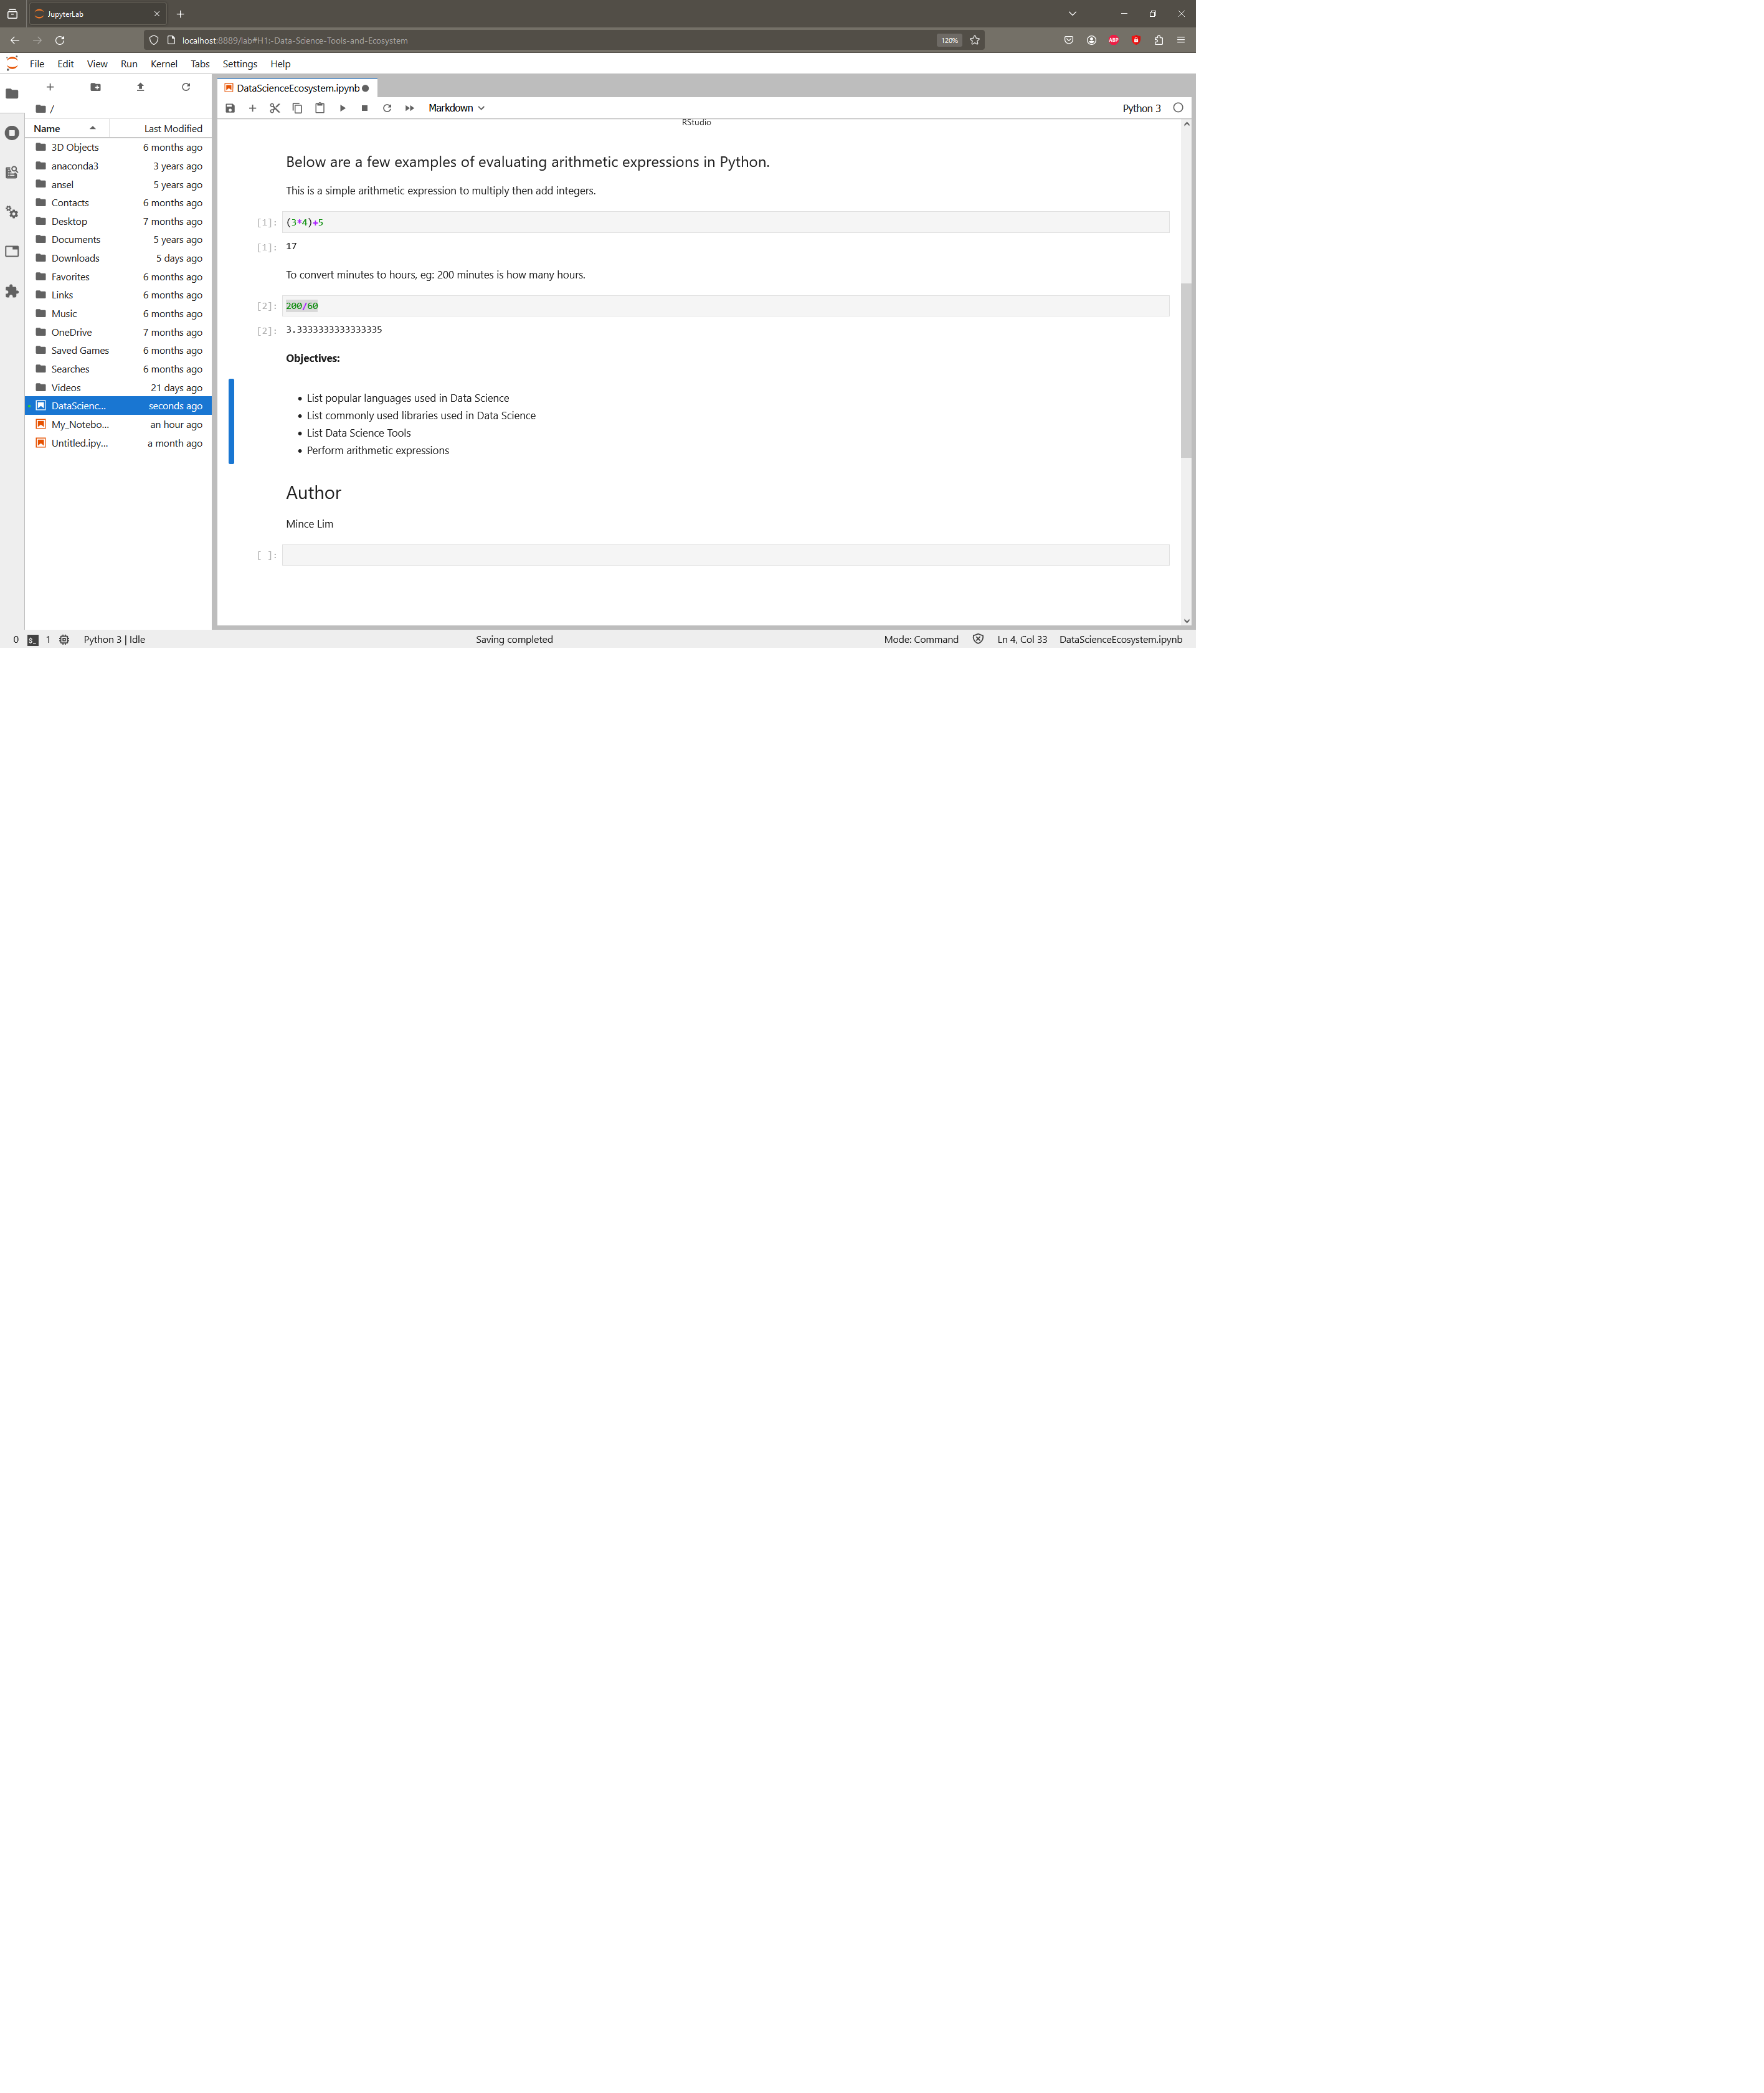 JupyterLab
localhost:8889/lab#H1:-Data-Science-Tools-and-Ecosystem
120%
ABP
File Edit View Run Kernel Tabs Settings Help
DataScienceEcosystem.ipynb
/
Markdown
Python 3
Name Last Modified
3D Objects 6 months ago
anaconda3 3 years ago
ansel 5 years ago
Contacts 6 months ago
Desktop 7 months ago
Documents 5 years ago
Downloads 5 days ago
Favorites 6 months ago
Links 6 months ago
Music 6 months ago
OneDrive 7 months ago
Saved Games 6 months ago
Searches 6 months ago
Videos 21 days ago
DataScienc... seconds ago
My_Notebo... an hour ago
Untitled.ipy... a month ago
RStudio
Below are a few examples of evaluating arithmetic expressions in Python.
This is a simple arithmetic expression to multiply then add integers.
[1]: (3*4)+5
[1]: 17
To convert minutes to hours, eg: 200 minutes is how many hours.
[2]: 200/60
[2]: 3.3333333333333335
Objectives:
• List popular languages used in Data Science
• List commonly used libraries used in Data Science
• List Data Science Tools
• Perform arithmetic expressions
Author
Mince Lim
[ ]:
0 $_ 1 Python 3 | Idle Saving completed Mode: Command Ln 4, Col 33 DataScienceEcosystem.ipynb